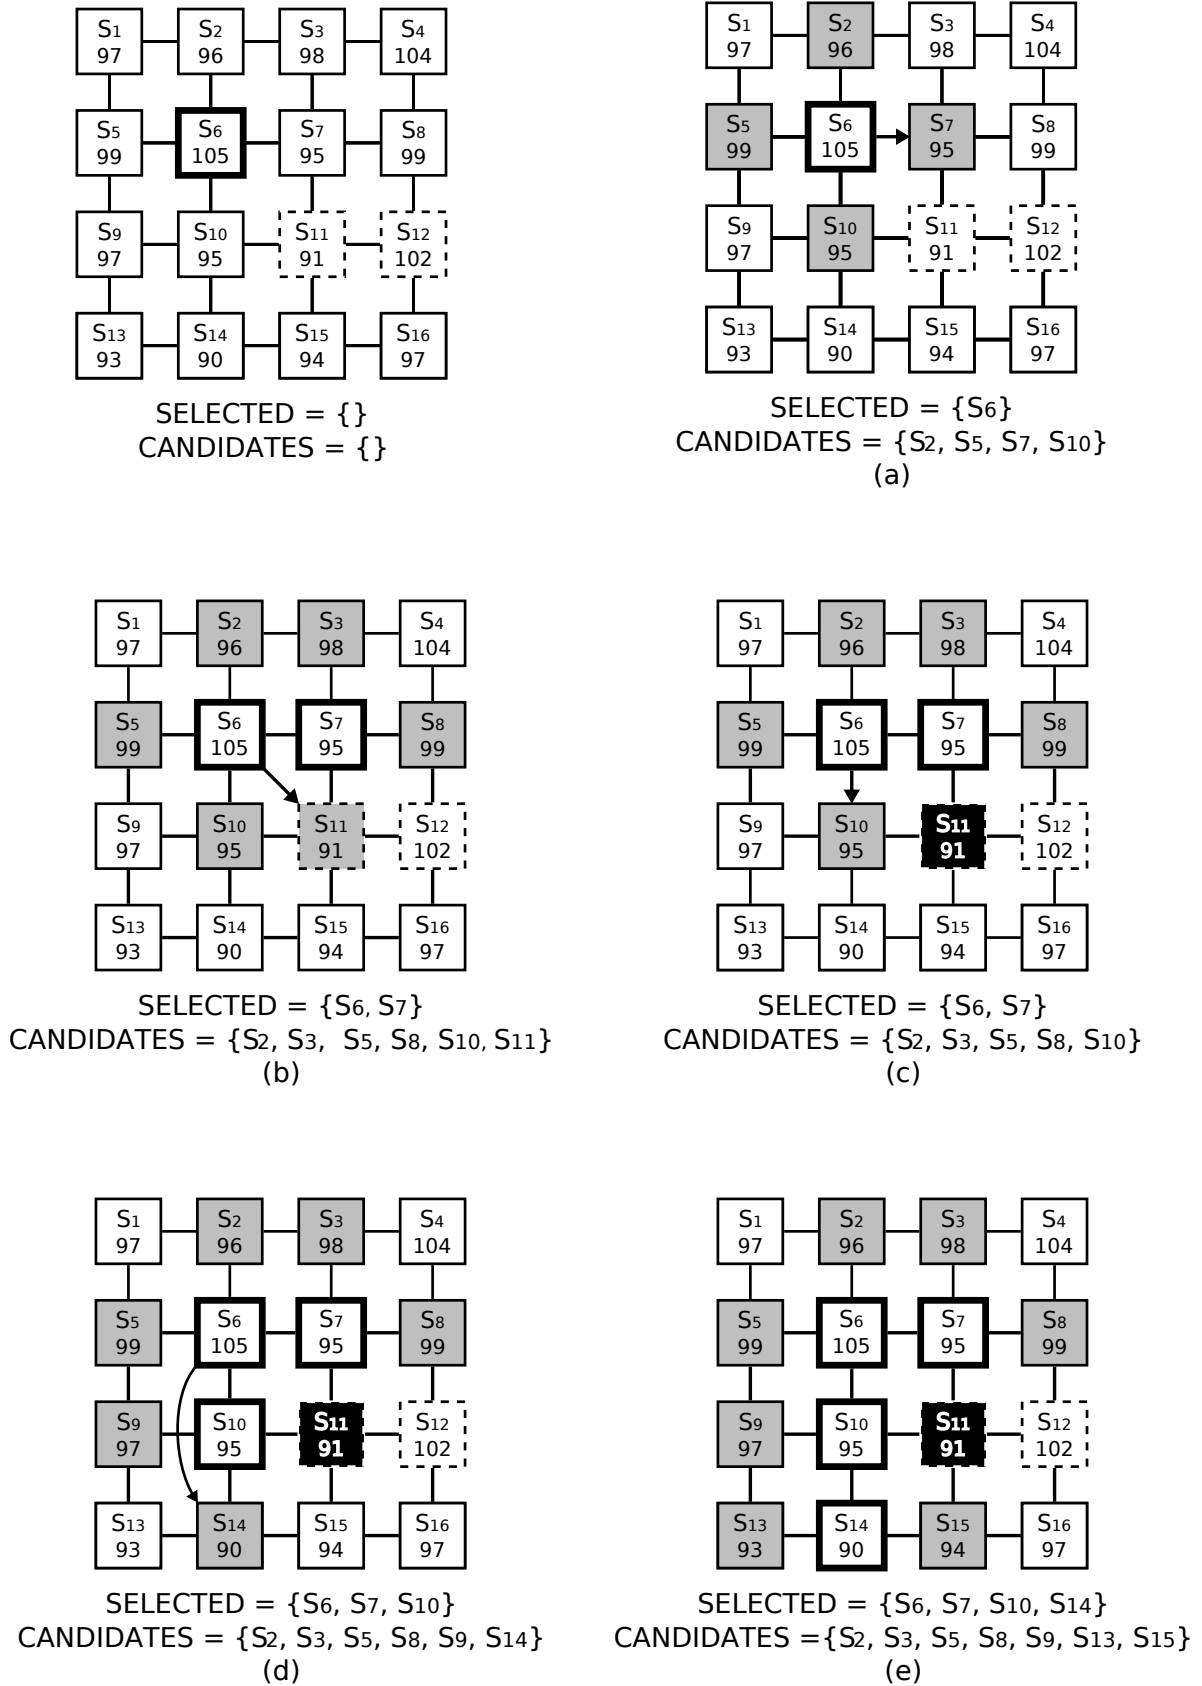 S1 S2 S3 S4
97 96 98 104
S5 S6 S7 S8
99 105 95 99
S9 S10 S11 S12
97 95 91 102
S13 S14 S15 S16
93 90 94 97
SELECTED = {}
CANDIDATES = {}
S1 S2 S3 S4
97 96 98 104
S5 S6 S7 S8
99 105 95 99
S9 S10 S11 S12
97 95 91 102
S13 S14 S15 S16
93 90 94 97
SELECTED = {S6}
CANDIDATES = {S2, S5, S7, S10}
(a)
S1 S2 S3 S4
97 96 98 104
S5 S6 S7 S8
99 105 95 99
S9 S10 S11 S12
97 95 91 102
S13 S14 S15 S16
93 90 94 97
SELECTED = {S6, S7}
CANDIDATES = {S2, S3, S5, S8, S10, S11}
(b)
S1 S2 S3 S4
97 96 98 104
S5 S6 S7 S8
99 105 95 99
S9 S10 S11 S12
97 95 91 102
S13 S14 S15 S16
93 90 94 97
SELECTED = {S6, S7}
CANDIDATES = {S2, S3, S5, S8, S10}
(c)
S1 S2 S3 S4
97 96 98 104
S5 S6 S7 S8
99 105 95 99
S9 S10 S11 S12
97 95 91 102
S13 S14 S15 S16
93 90 94 97
SELECTED = {S6, S7, S10}
CANDIDATES = {S2, S3, S5, S8, S9, S14}
(d)
S1 S2 S3 S4
97 96 98 104
S5 S6 S7 S8
99 105 95 99
S9 S10 S11 S12
97 95 91 102
S13 S14 S15 S16
93 90 94 97
SELECTED = {S6, S7, S10, S14}
CANDIDATES ={S2, S3, S5, S8, S9, S13, S15}
(e)